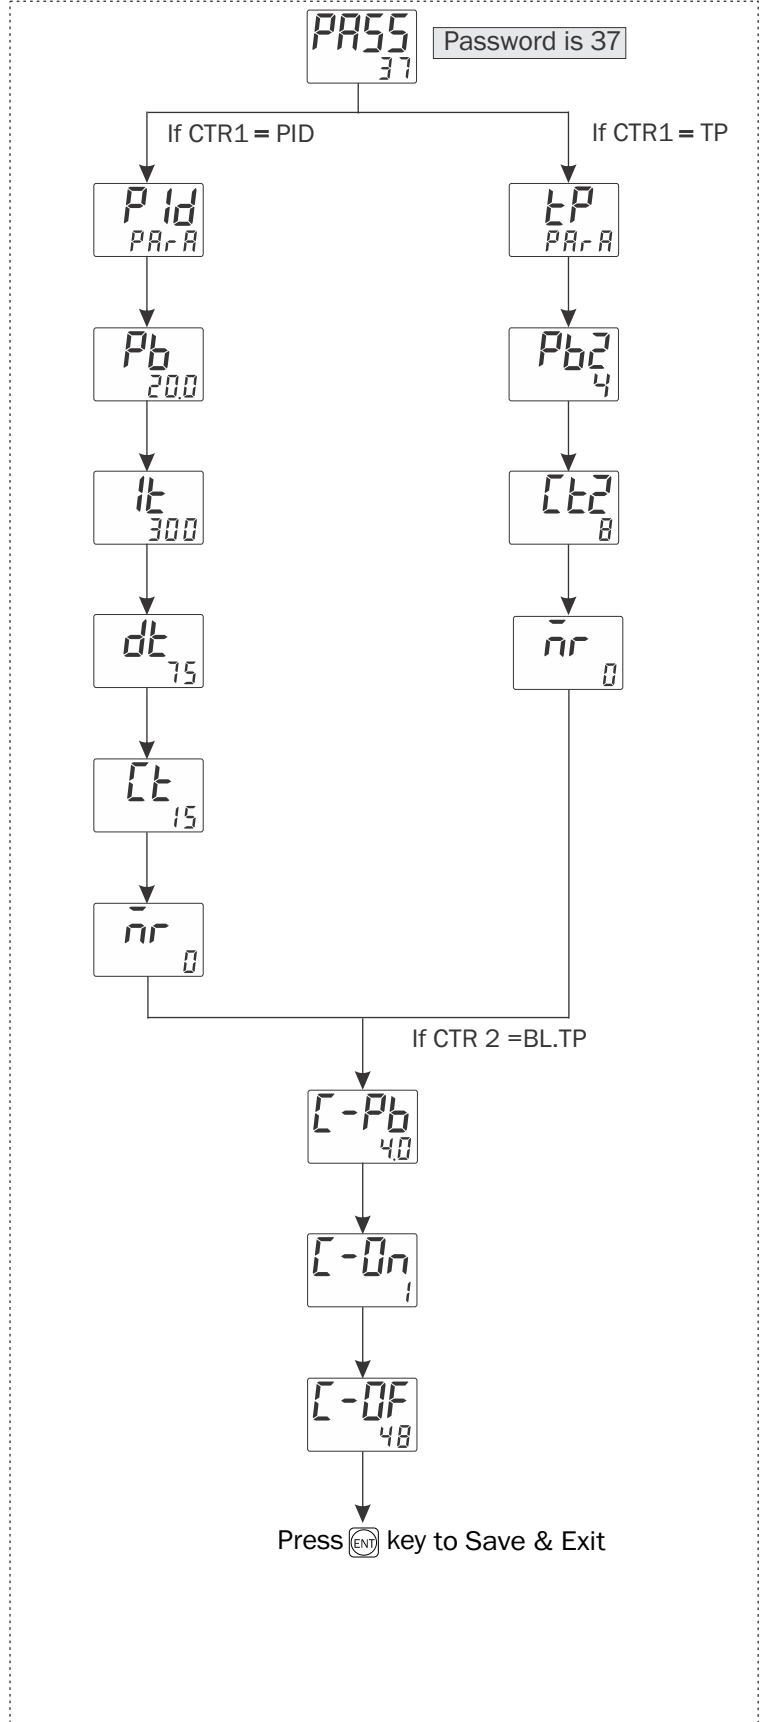 PASS
37
Password is 37
If CTR1 = PID
If CTR1 = TP
PId
PArA
Pb
20.0
It
300
dt
75
Ct
15
n̄r
0
tP
PArA
Pb2
4
Ct2
8
n̄r
0
If CTR 2 =BL.TP
C-Pb
4.0
C-On
1
C-OF
48
Press ENT key to Save & Exit